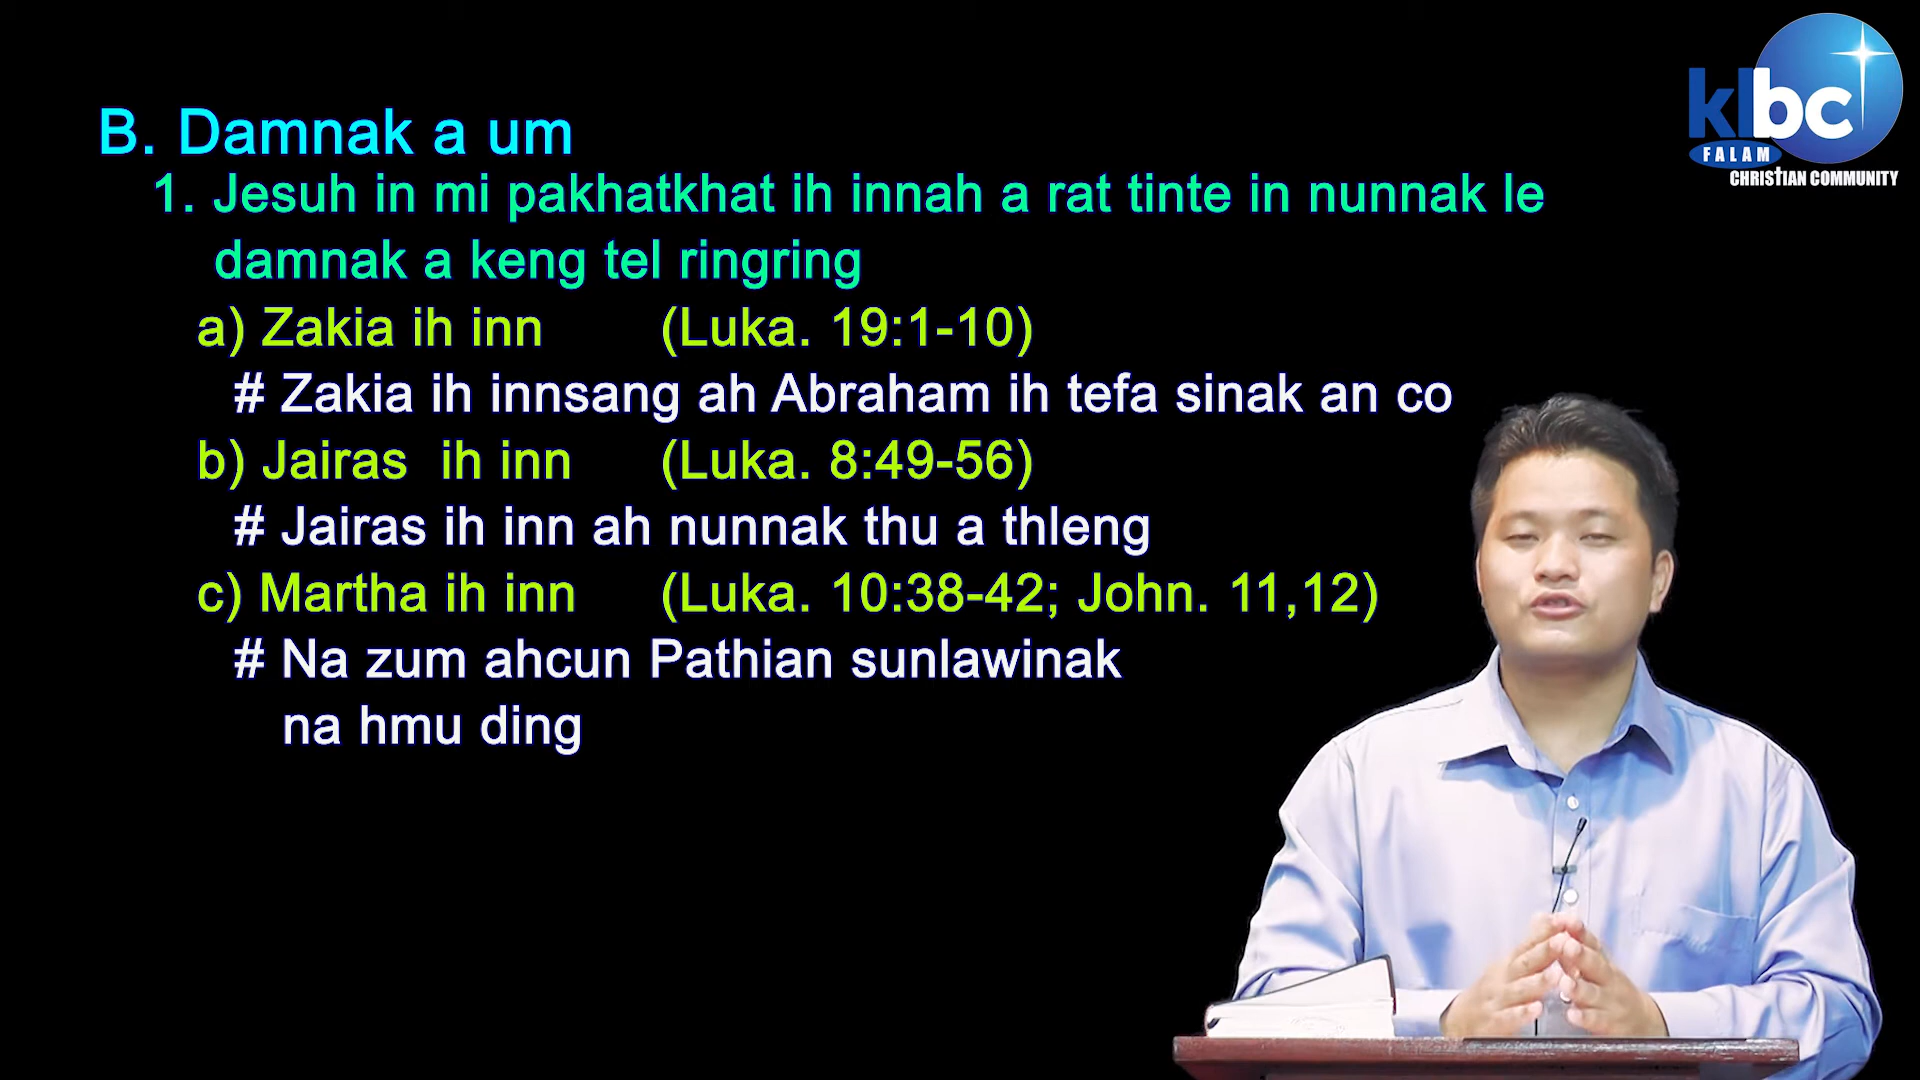 B. Damnak a um
1. Jesuh in mi pakhatkhat ih innah a rat tinte in nunnak le
damnak a keng tel ringring
a) Zakia ih inn (Luka. 19:1-10)
# Zakia ih innsang ah Abraham ih tefa sinak an co
b) Jairas ih inn (Luka. 8:49-56)
# Jairas ih inn ah nunnak thu a thleng
c) Martha ih inn (Luka. 10:38-42; John. 11,12)
# Na zum ahcun Pathian sunlawinak
na hmu ding
klbc
FALAM
CHRISTIAN COMMUNITY